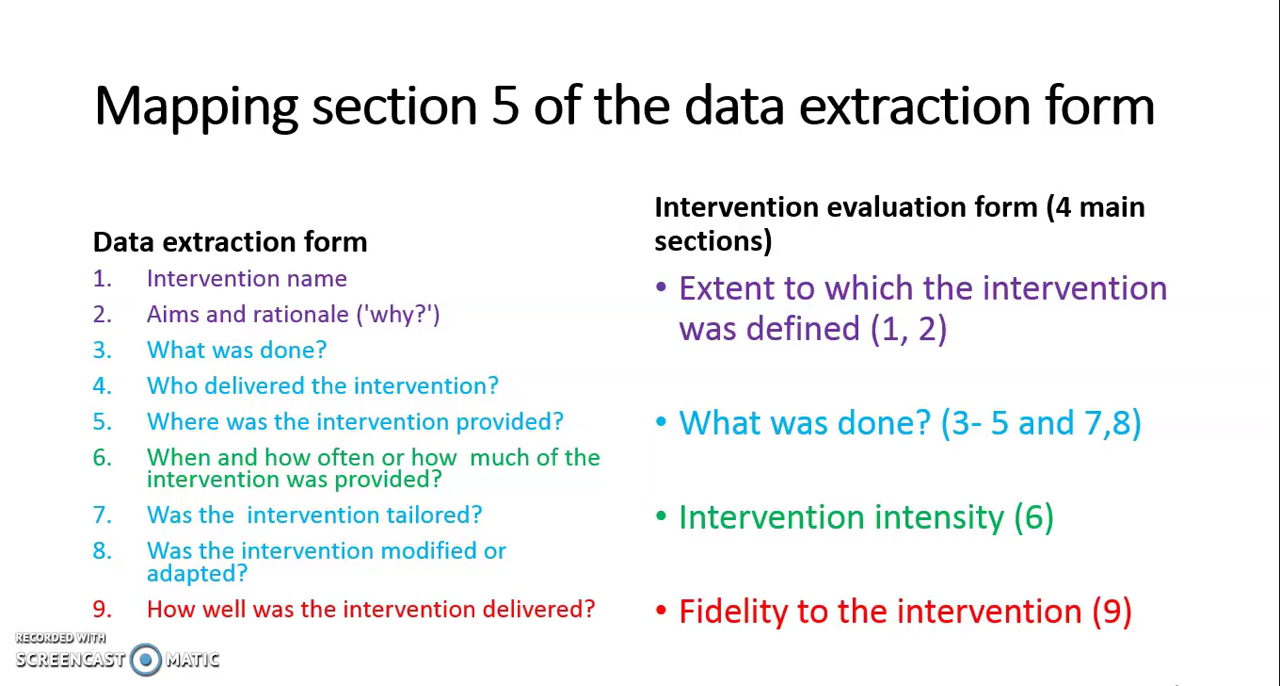 Mapping section 5 of the data extraction form
Data extraction form
1. Intervention name
2. Aims and rationale ('why?')
3. What was done?
4. Who delivered the intervention?
5. Where was the intervention provided?
6. When and how often or how  much of the
intervention was provided?
7. Was the  intervention tailored?
8. Was the intervention modified or
adapted?
9. How well was the intervention delivered?
Intervention evaluation form (4 main
sections)
• Extent to which the intervention
was defined (1, 2)
• What was done? (3- 5 and 7,8)
• Intervention intensity (6)
• Fidelity to the intervention (9)
RECORDED WITH
SCREENCAST MATIC